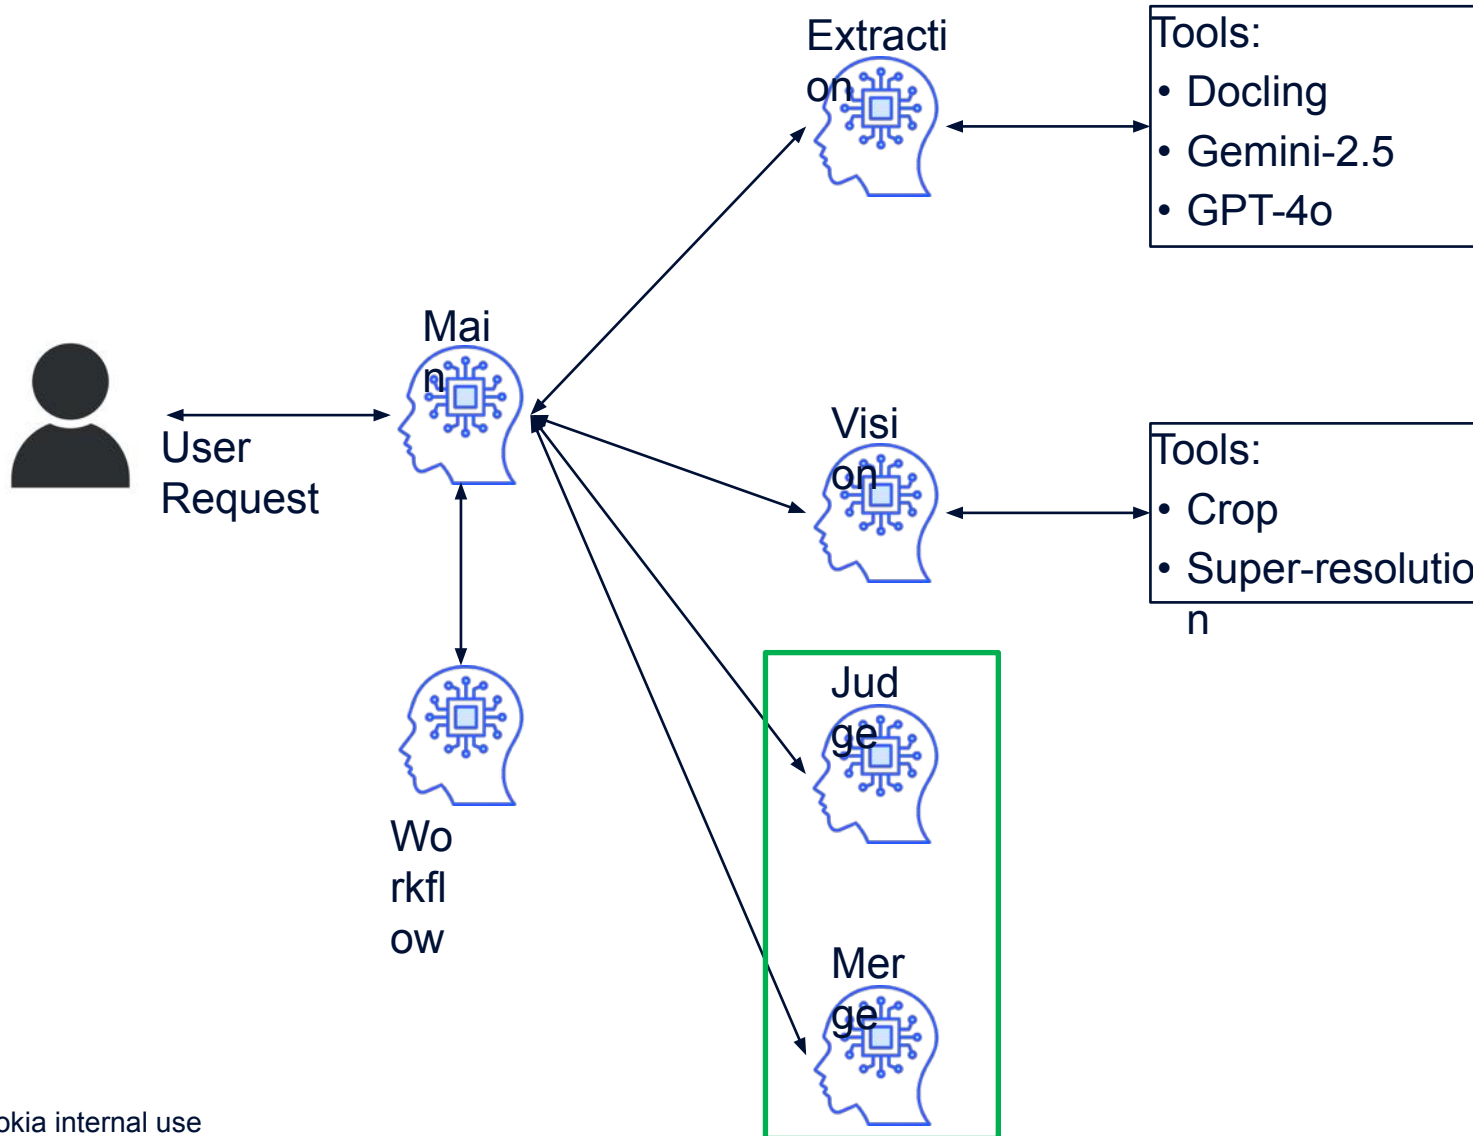 Extracti
on
Tools:
• Docling
• Gemini-2.5
• GPT-4o
Mai
n
User
Request
Visi
on
Tools:
• Crop
• Super-resolutio
n
Jud
ge
Wo
rkfl
ow
Mer
ge
okia internal use